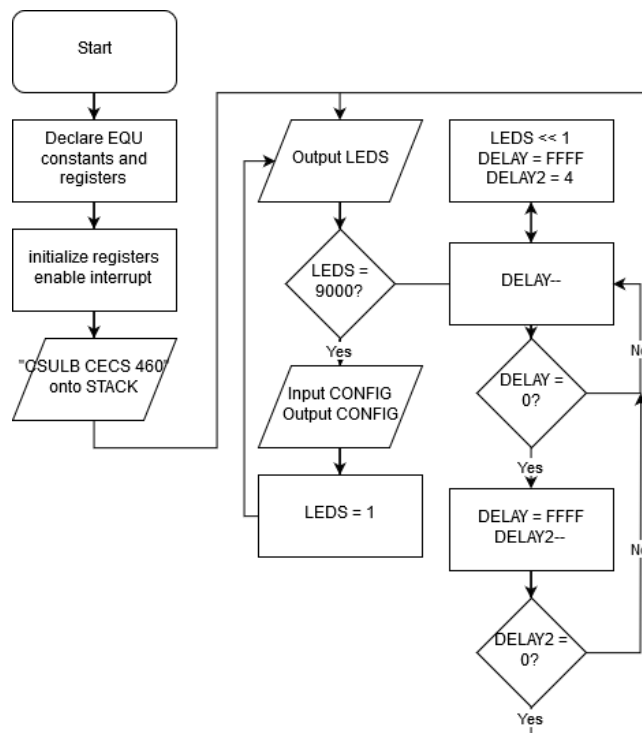 Start
Declare EQU
constants and
registers
initialize registers
enable interrupt
"CSULB CECS 460"
onto STACK
Output LEDS
LEDS =
9000?
Yes
Input CONFIG
Output CONFIG
LEDS = 1
LEDS << 1
DELAY = FFFF
DELAY2 = 4
DELAY--
DELAY =
0?
No
Yes
DELAY = FFFF
DELAY2--
No
DELAY2 =
0?
Yes